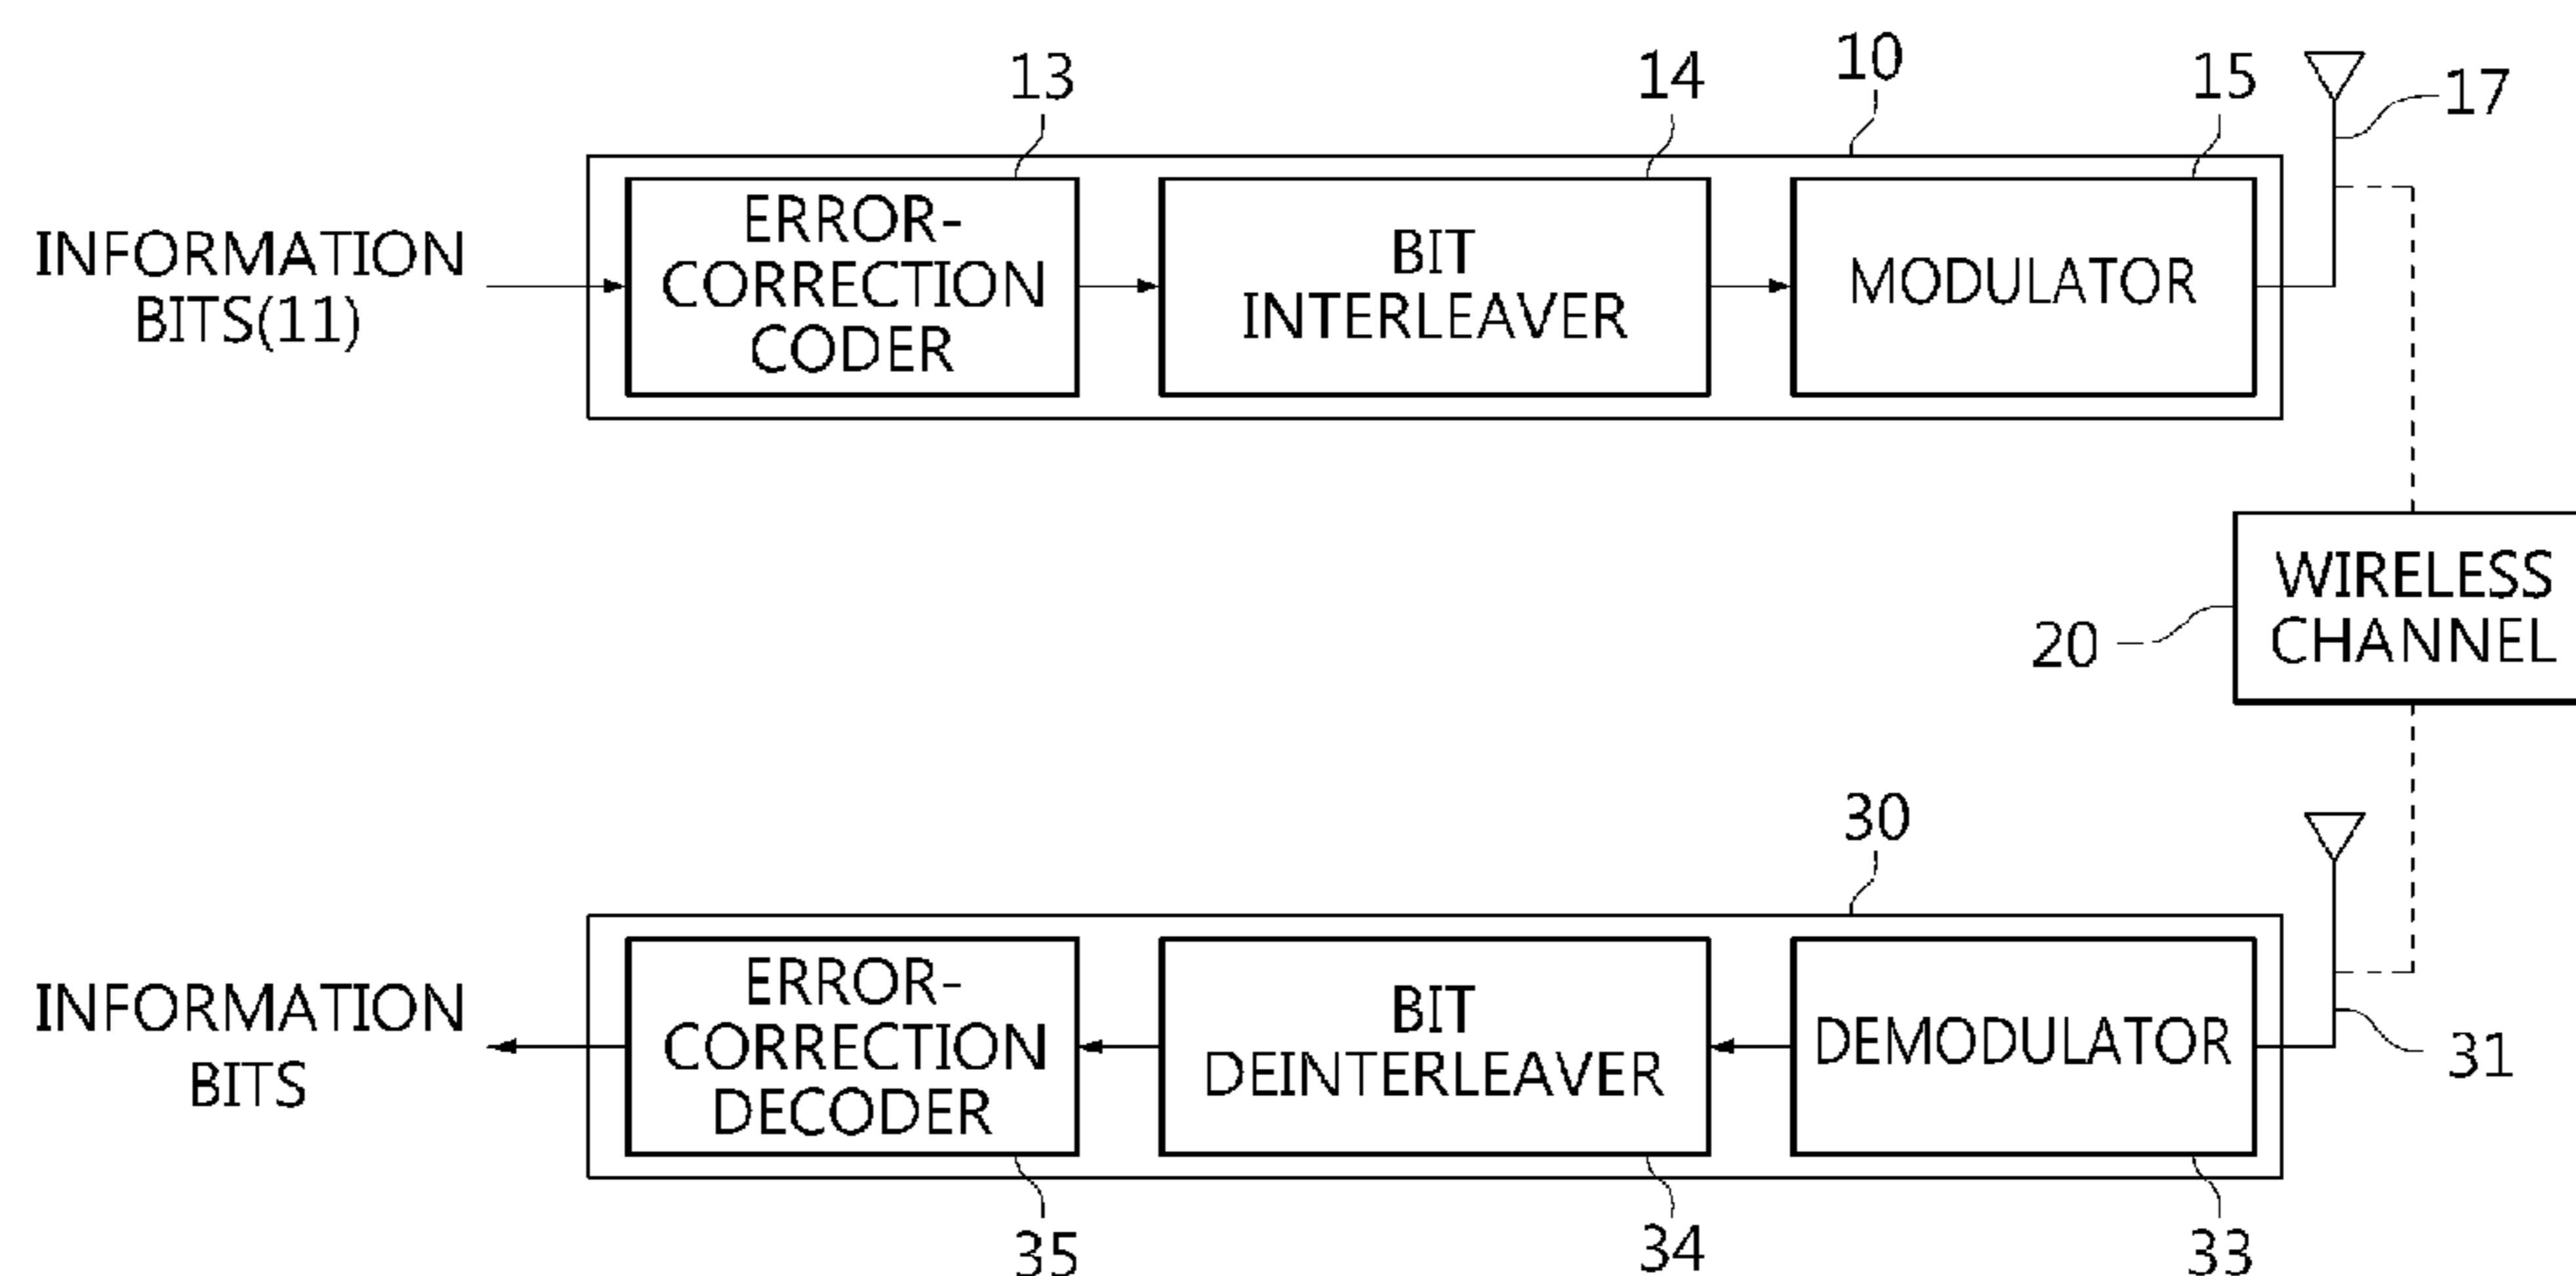 13
14
10
15
17
INFORMATION
BITS(11)
ERROR-
CORRECTION
CODER
BIT
INTERLEAVER
MODULATOR
WIRELESS
CHANNEL
20
30
INFORMATION
BITS
ERROR-
CORRECTION
DECODER
BIT
DEINTERLEAVER
DEMODULATOR
31
35
34
33